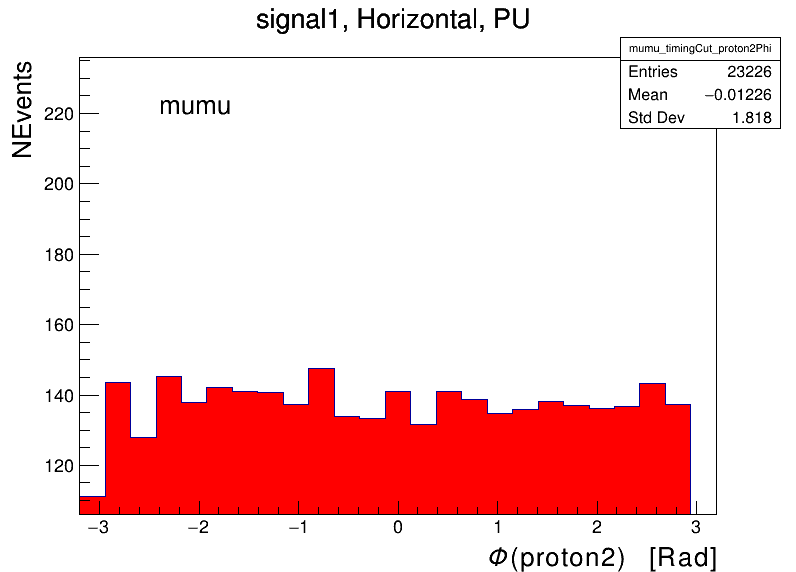 signal1, Horizontal, PU
mumu_timingCut_proton2Phi
Entries 23226
Mean −0.01226
Std Dev 1.818
NEvents
mumu
220
200
180
160
140
120
−3 −2 −1 0 1 2 3
Φ(proton2) [Rad]